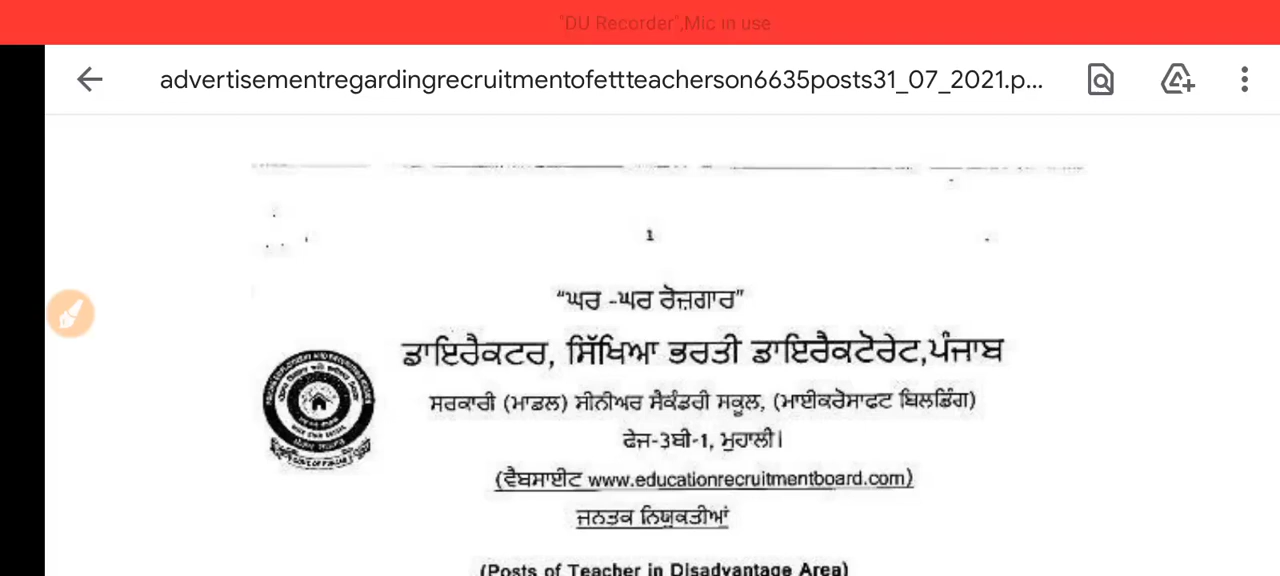 "DU Recorder",Mic in use
advertisementregardingrecruitmentofettteacherson6635posts31_07_2021.p...
1
"ਘਰ -ਘਰ ਰੋਜ਼ਗਾਰ"
ਡਾਇਰੈਕਟਰ, ਸਿੱਖਿਆ ਭਰਤੀ ਡਾਇਰੈਕਟੋਰੇਟ,ਪੰਜਾਬ
ਸਰਕਾਰੀ (ਮਾਡਲ) ਸੀਨੀਅਰ ਸੈਕੰਡਰੀ ਸਕੂਲ, (ਮਾਈਕਰੋਸਾਫਟ ਬਿਲਡਿੰਗ)
ਫੇਜ-3ਬੀ-1, ਮੁਹਾਲੀ।
(ਵੈਬਸਾਈਟ www.educationrecruitmentboard.com)
ਜਨਤਕ ਨਿਯੁਕਤੀਆਂ
(Posts of Teacher in Disadvantage Area)